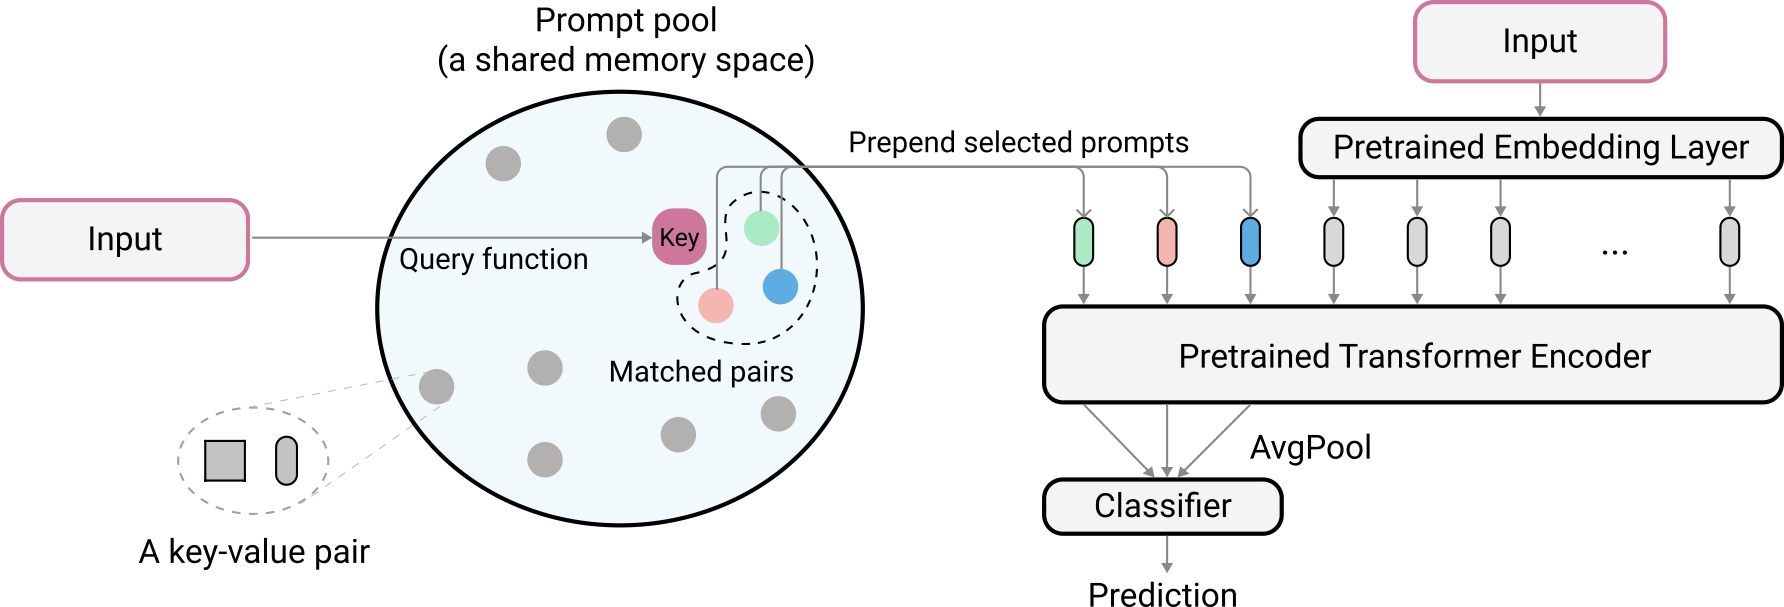 Prompt pool
(a shared memory space)
Input
Query function
Key
Matched pairs
A key-value pair
Prepend selected prompts
Input
Pretrained Embedding Layer
...
Pretrained Transformer Encoder
AvgPool
Classifier
Prediction